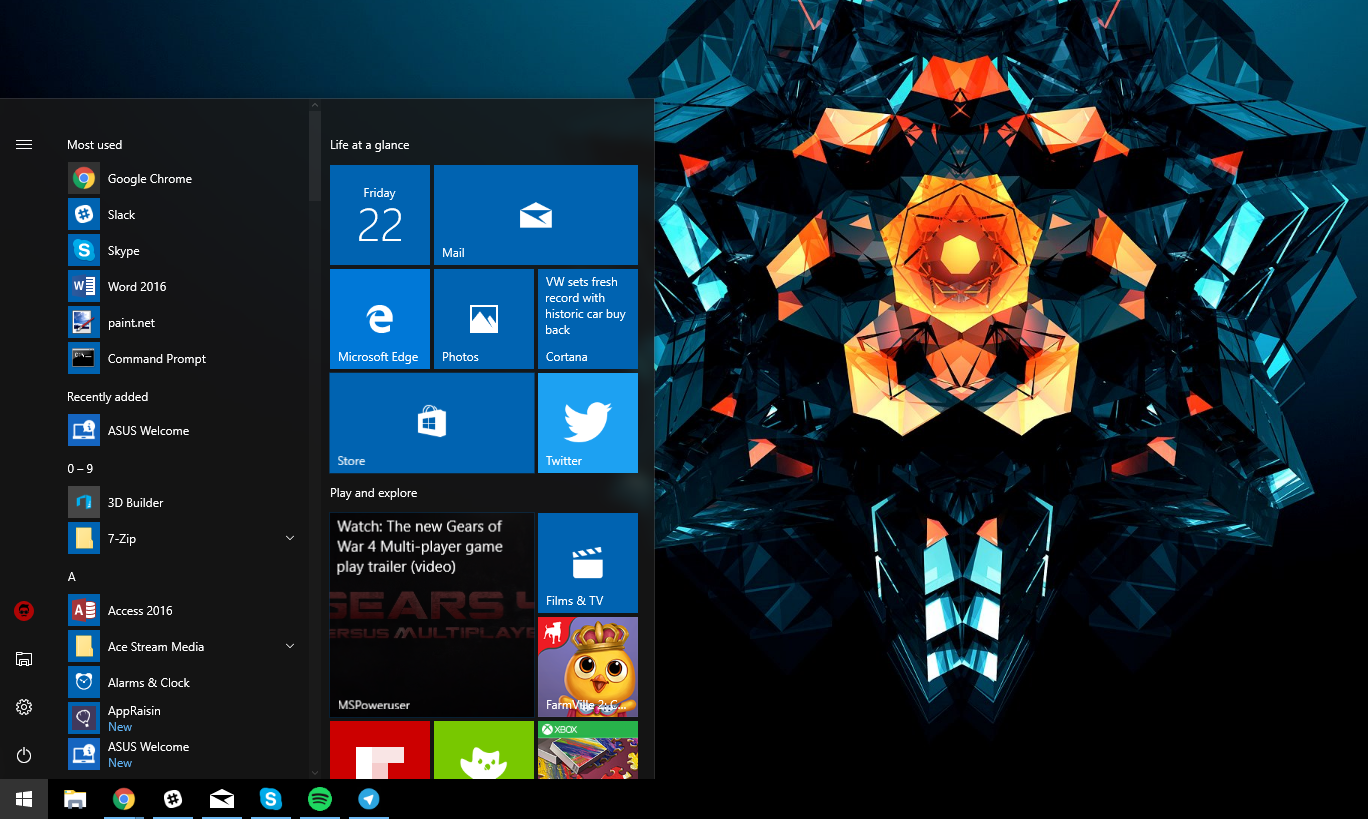 Most used
Google Chrome
Slack
Skype
Word 2016
paint.net
Command Prompt
Recently added
ASUS Welcome
0 – 9
3D Builder
7-Zip
A
Access 2016
Ace Stream Media
Alarms & Clock
AppRaisin
New
ASUS Welcome
New
Life at a glance
Friday
22
Mail
Microsoft Edge
Photos
VW sets fresh
record with
historic car buy
back
Cortana
Store
Twitter
Play and explore
Watch: The new Gears of
War 4 Multi-player game
play trailer (video)
GEARS 4
VERSUS MULTIPLAYER
MSPoweruser
Films & TV
FarmVille 2: C...
XBOX